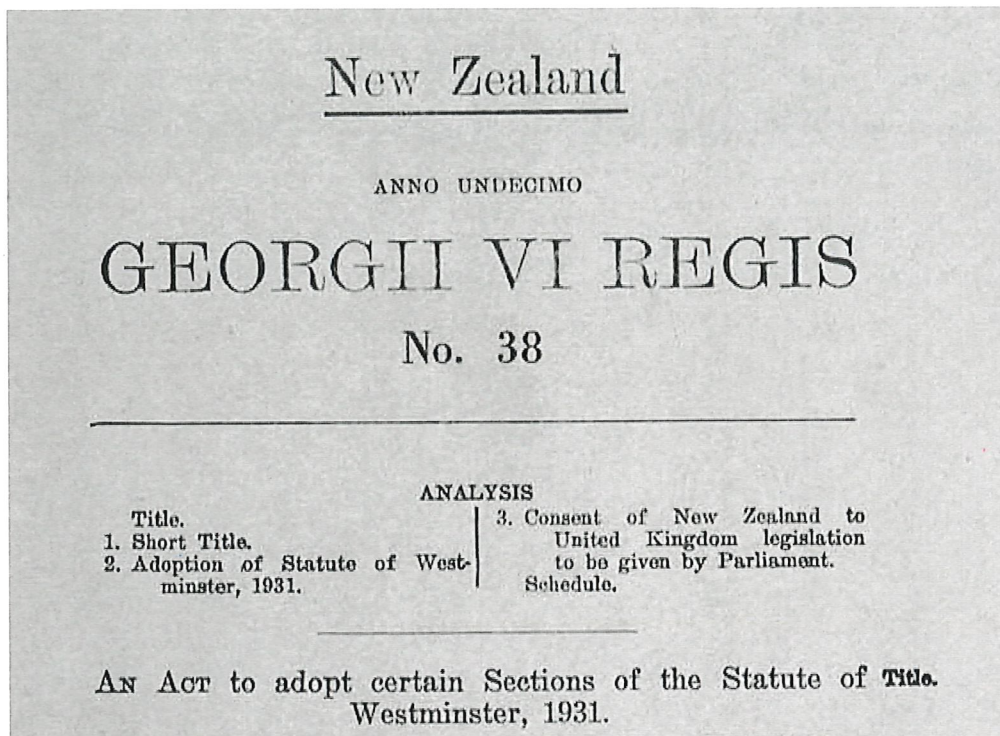 New Zealand
ANNO UNDECIMO
GEORGII VI REGIS
No. 38
ANALYSIS
Title.
1. Short Title.
2. Adoption of Statute of West-
minster, 1931.
3. Consent of New Zealand to
United Kingdom legislation
to be given by Parliament.
Schedule.
AN ACT to adopt certain Sections of the Statute of Title.
Westminster, 1931.